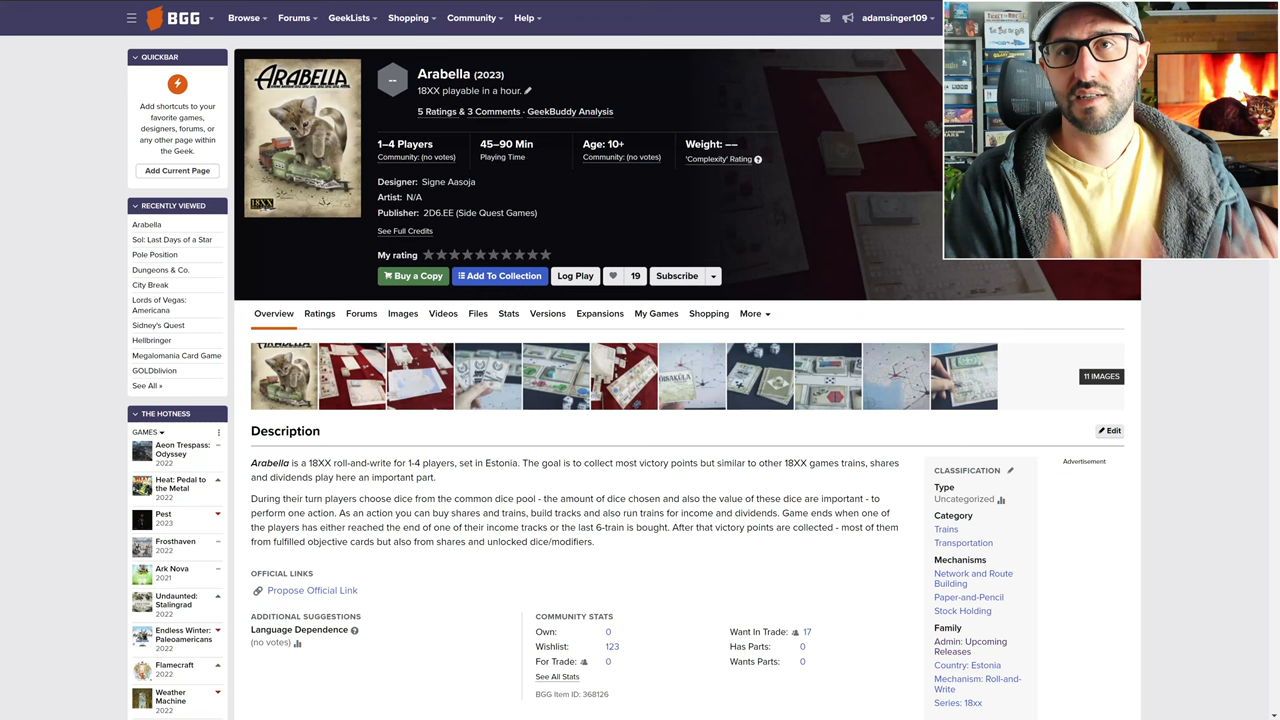 BGG
Browse
Forums
GeekLists
Shopping
Community
Help
adamsinger109
QUICKBAR
Add shortcuts to your
favorite games,
designers, forums, or
any other page within
the Geek.
Add Current Page
RECENTLY VIEWED
Arabella
Sol: Last Days of a Star
Pole Position
Dungeons & Co.
City Break
Lords of Vegas:
Americana
Sidney's Quest
Hellbringer
Megalomania Card Game
GOLDblivion
See All »
THE HOTNESS
GAMES
Aeon Trespass:
Odyssey
2022
Heat: Pedal to
the Metal
2022
Pest
2023
Frosthaven
2022
Ark Nova
2021
Undaunted:
Stalingrad
2022
Endless Winter:
Paleoamericans
2022
Flamecraft
2022
Weather
Machine
2022
ARABELLA
18XX
--
Arabella (2023)
18XX playable in a hour.
5 Ratings & 3 Comments · GeekBuddy Analysis
1–4 Players
Community: (no votes)
45–90 Min
Playing Time
Age: 10+
Community: (no votes)
Weight: --
'Complexity' Rating
Designer: Signe Aasoja
Artist: N/A
Publisher: 2D6.EE (Side Quest Games)
See Full Credits
My rating
Buy a Copy
Add To Collection
Log Play
19
Subscribe
Overview
Ratings
Forums
Images
Videos
Files
Stats
Versions
Expansions
My Games
Shopping
More
11 IMAGES
Description
Edit
Arabella is a 18XX roll-and-write for 1-4 players, set in Estonia. The goal is to collect most victory points but similar to other 18XX games trains, shares
and dividends play here an important part.
During their turn players choose dice from the common dice pool - the amount of dice chosen and also the value of these dice are important - to
perform one action. As an action you can buy shares and trains, build tracks and also run trains for income and dividends. Game ends when one of
the players has either reached the end of one of their income tracks or the last 6-train is bought. After that victory points are collected - most of them
from fulfilled objective cards but also from shares and unlocked dice/modifiers.
OFFICIAL LINKS
Propose Official Link
ADDITIONAL SUGGESTIONS
Language Dependence
(no votes)
COMMUNITY STATS
Own: 0
Wishlist: 123
For Trade: 0
See All Stats
BGG Item ID: 368126
Want In Trade: 17
Has Parts: 0
Wants Parts: 0
CLASSIFICATION
Type
Uncategorized
Category
Trains
Transportation
Mechanisms
Network and Route
Building
Paper-and-Pencil
Stock Holding
Family
Admin: Upcoming
Releases
Country: Estonia
Mechanism: Roll-and-
Write
Series: 18xx
Advertisement